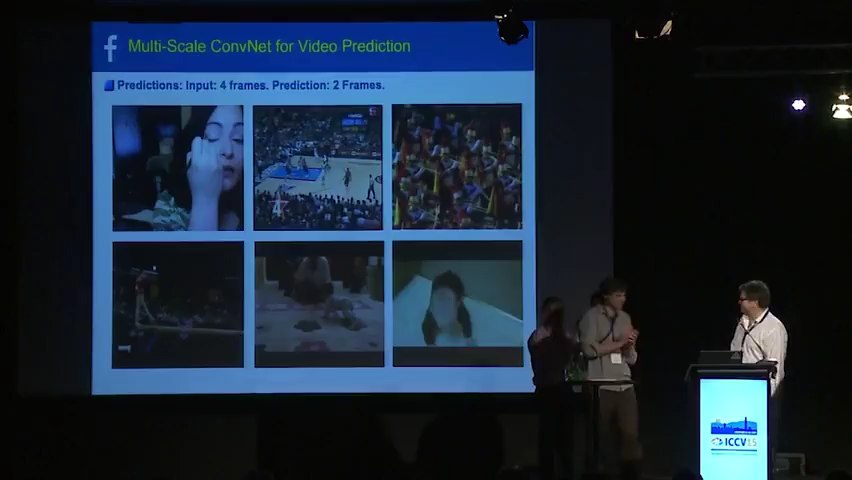 f Multi-Scale ConvNet for Video Prediction
Predictions: Input: 4 frames. Prediction: 2 Frames.
ICCV15